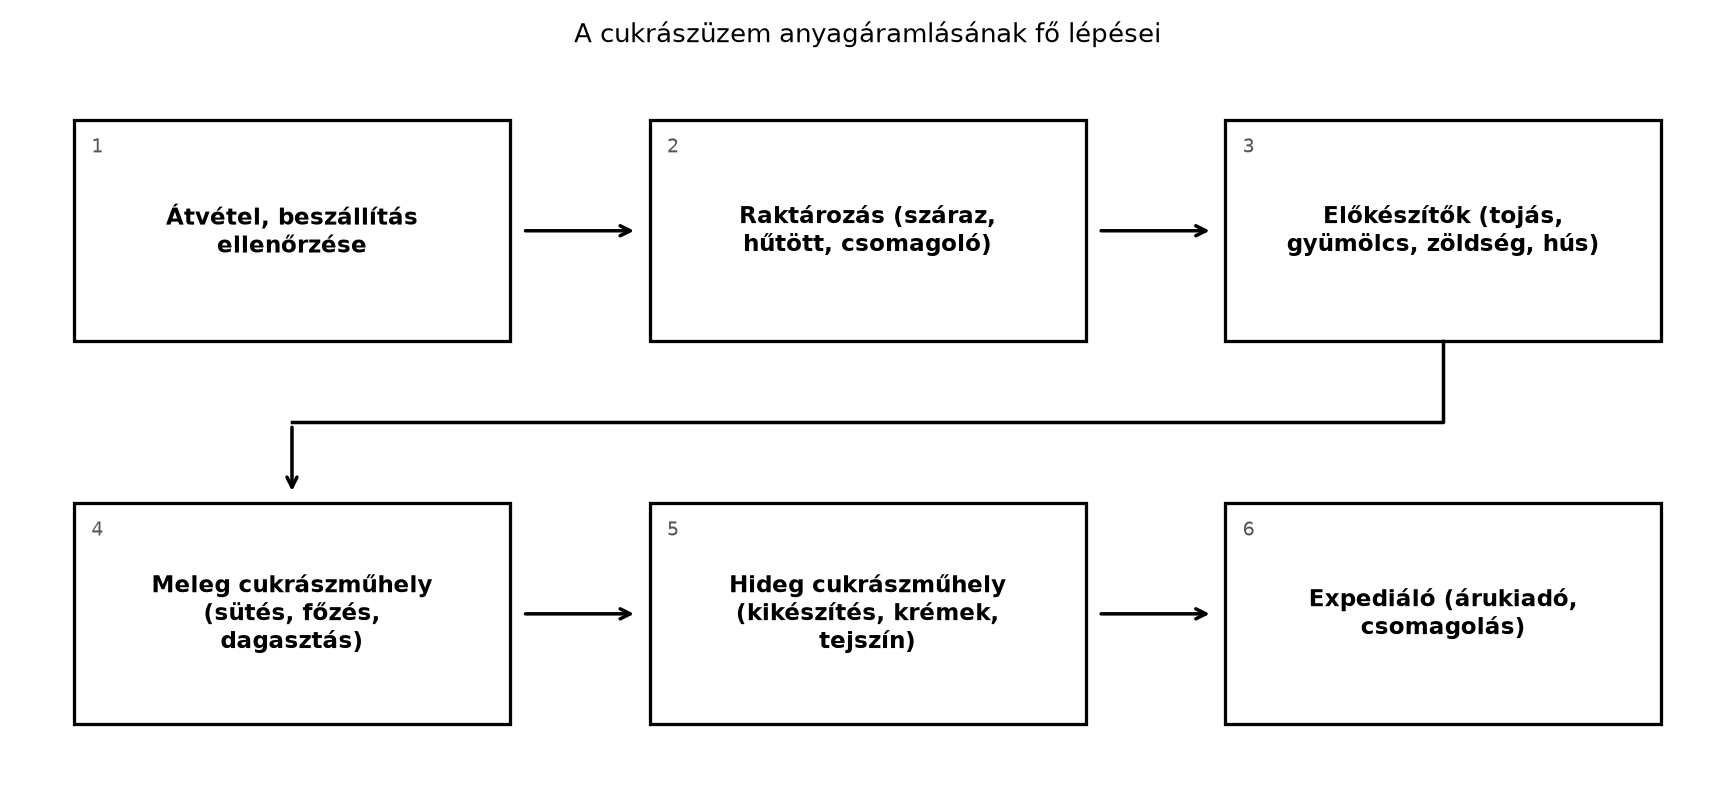 A cukrászüzem anyagáramlásának fő lépései
1
Átvétel, beszállítás
ellenőrzése
2
Raktározás (száraz,
hűtött, csomagoló)
3
Előkészítők (tojás,
gyümölcs, zöldség, hús)
4
Meleg cukrászműhely
(sütés, főzés,
dagasztás)
5
Hideg cukrászműhely
(kikészítés, krémek,
tejszín)
6
Expediáló (árukiadó,
csomagolás)